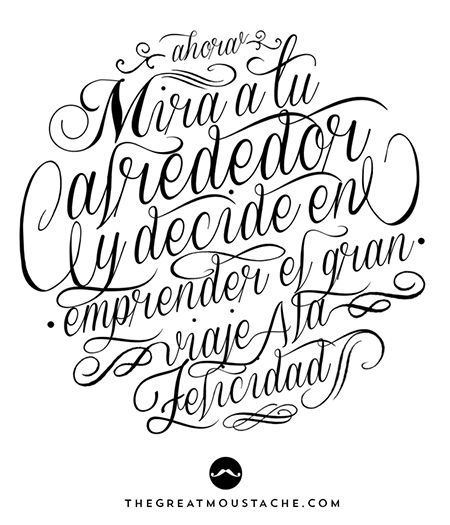 ahora
Mira a tu
alrededor
y decide en
emprender el gran
viaje A la
Felicidad
THEGREATMOUSTACHE.COM